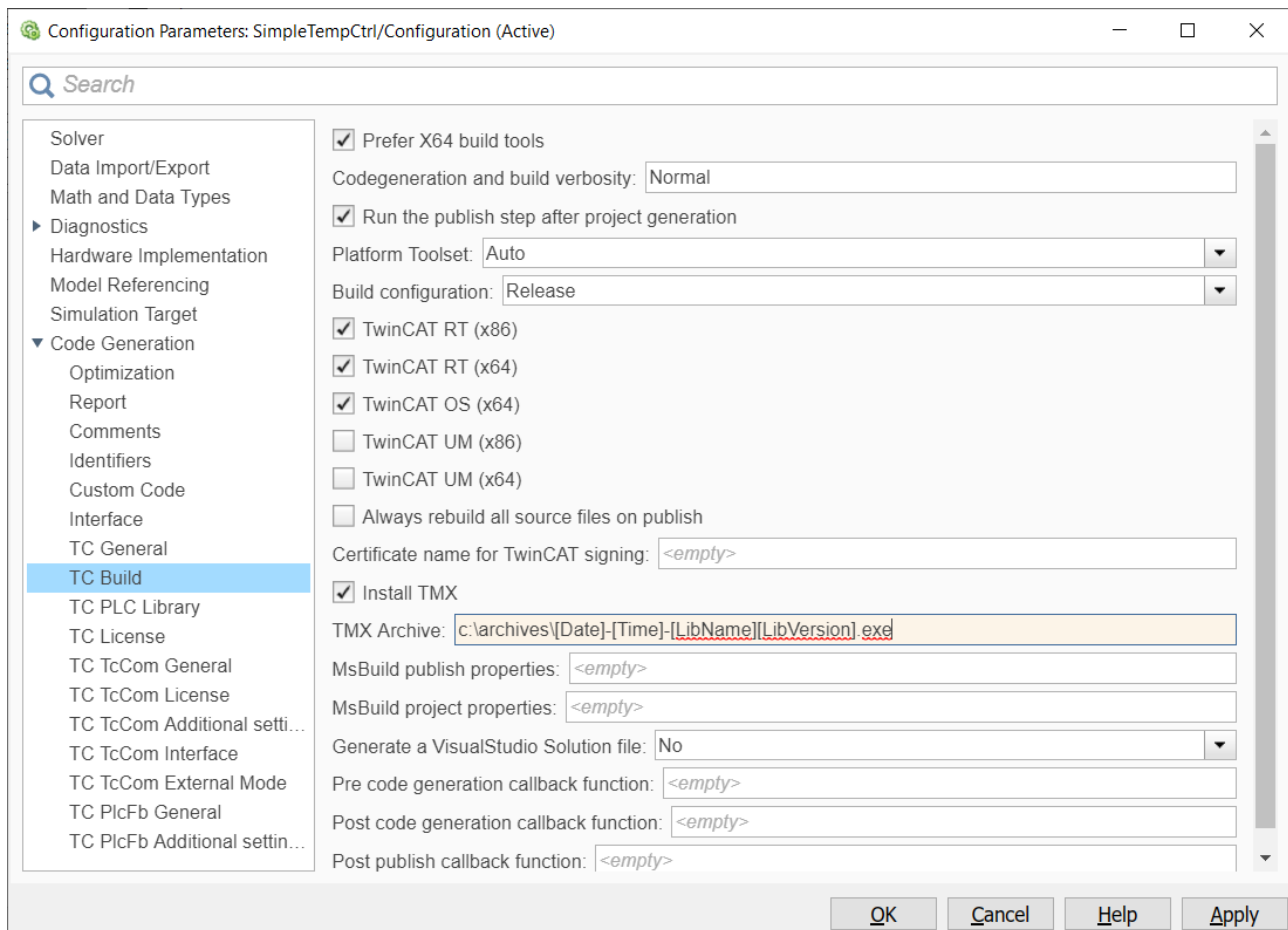 Configuration Parameters: SimpleTempCtrl/Configuration (Active)
Search
Solver
Data Import/Export
Math and Data Types
Diagnostics
Hardware Implementation
Model Referencing
Simulation Target
Code Generation
Optimization
Report
Comments
Identifiers
Custom Code
Interface
TC General
TC Build
TC PLC Library
TC License
TC TcCom General
TC TcCom License
TC TcCom Additional setti...
TC TcCom Interface
TC TcCom External Mode
TC PlcFb General
TC PlcFb Additional settin...
Prefer X64 build tools
Codegeneration and build verbosity: Normal
Run the publish step after project generation
Platform Toolset: Auto
Build configuration: Release
TwinCAT RT (x86)
TwinCAT RT (x64)
TwinCAT OS (x64)
TwinCAT UM (x86)
TwinCAT UM (x64)
Always rebuild all source files on publish
Certificate name for TwinCAT signing: <empty>
Install TMX
TMX Archive: c:\archives\[Date]-[Time]-[LibName][LibVersion].exe
MsBuild publish properties: <empty>
MsBuild project properties: <empty>
Generate a VisualStudio Solution file: No
Pre code generation callback function: <empty>
Post code generation callback function: <empty>
Post publish callback function: <empty>
OK Cancel Help Apply